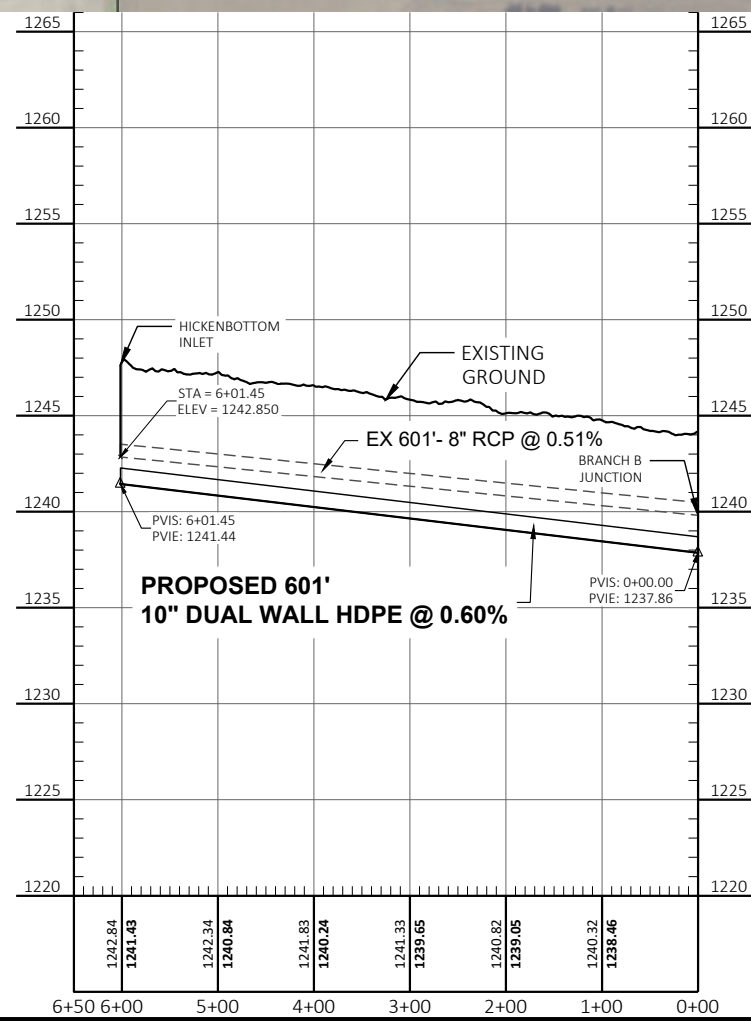 1265 1265
1260 1260
1255 1255
1250 1250
HICKENBOTTOM
INLET
EXISTING
GROUND
STA = 6+01.45
ELEV = 1242.850
1245 1245
EX 601'- 8" RCP @ 0.51%
BRANCH B
JUNCTION
1240 1240
PVIS: 6+01.45
PVIE: 1241.44
PROPOSED 601'
10" DUAL WALL HDPE @ 0.60%
PVIS: 0+00.00
PVIE: 1237.86
1235 1235
1230 1230
1225 1225
1220 1220
1242.84
1241.43
1242.34
1240.84
1241.83
1240.24
1241.33
1239.65
1240.82
1239.05
1240.32
1238.46
6+50 6+00 5+00 4+00 3+00 2+00 1+00 0+00